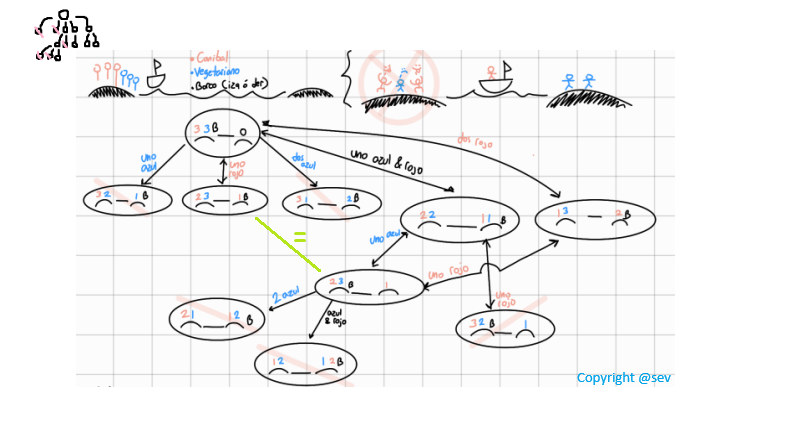 • Canibal
• Vegetariano
• Barco (izq ó der)
3 3 B 0
dos rojo
uno azul & rojo
uno azul
uno rojo
dos azul
3 2 1 B
2 3 1 B
3 1 2 B
2 2 1 1 B
1 3 2 B
=
uno azul
uno rojo
2 3 B 1
2 azul
azul & rojo
uno rojo
2 1 1 2 B
3 2 B 1
1 2 1 2 B
Copyright @sev